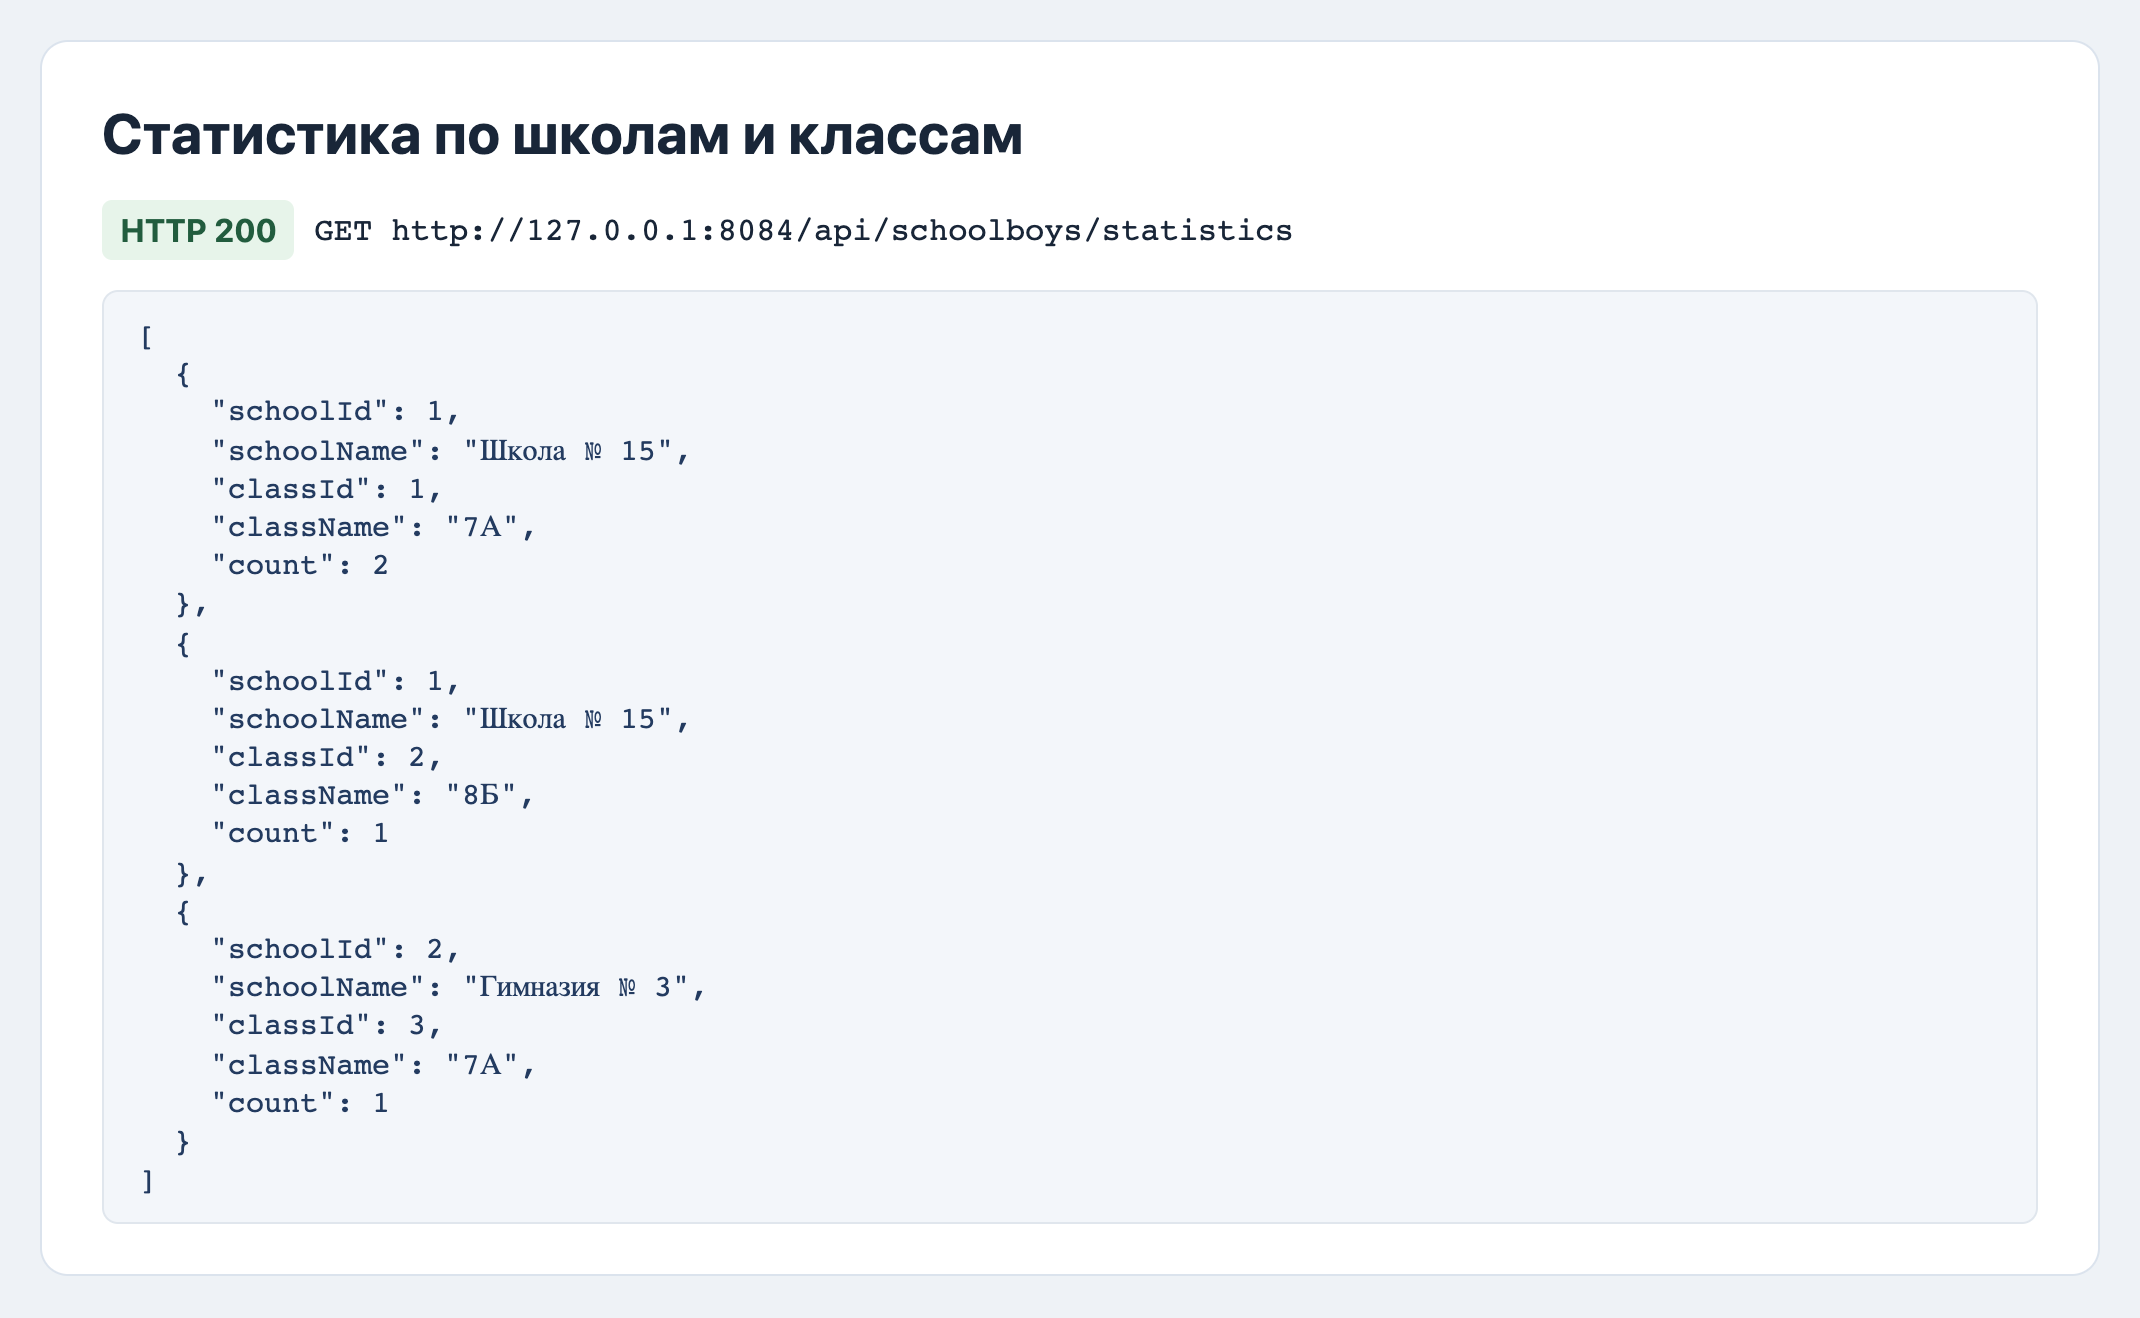 Статистика по школам и классам
HTTP 200 GET http://127.0.0.1:8084/api/schoolboys/statistics
[
  {
    "schoolId": 1,
    "schoolName": "Школа № 15",
    "classId": 1,
    "className": "7А",
    "count": 2
  },
  {
    "schoolId": 1,
    "schoolName": "Школа № 15",
    "classId": 2,
    "className": "8Б",
    "count": 1
  },
  {
    "schoolId": 2,
    "schoolName": "Гимназия № 3",
    "classId": 3,
    "className": "7А",
    "count": 1
  }
]